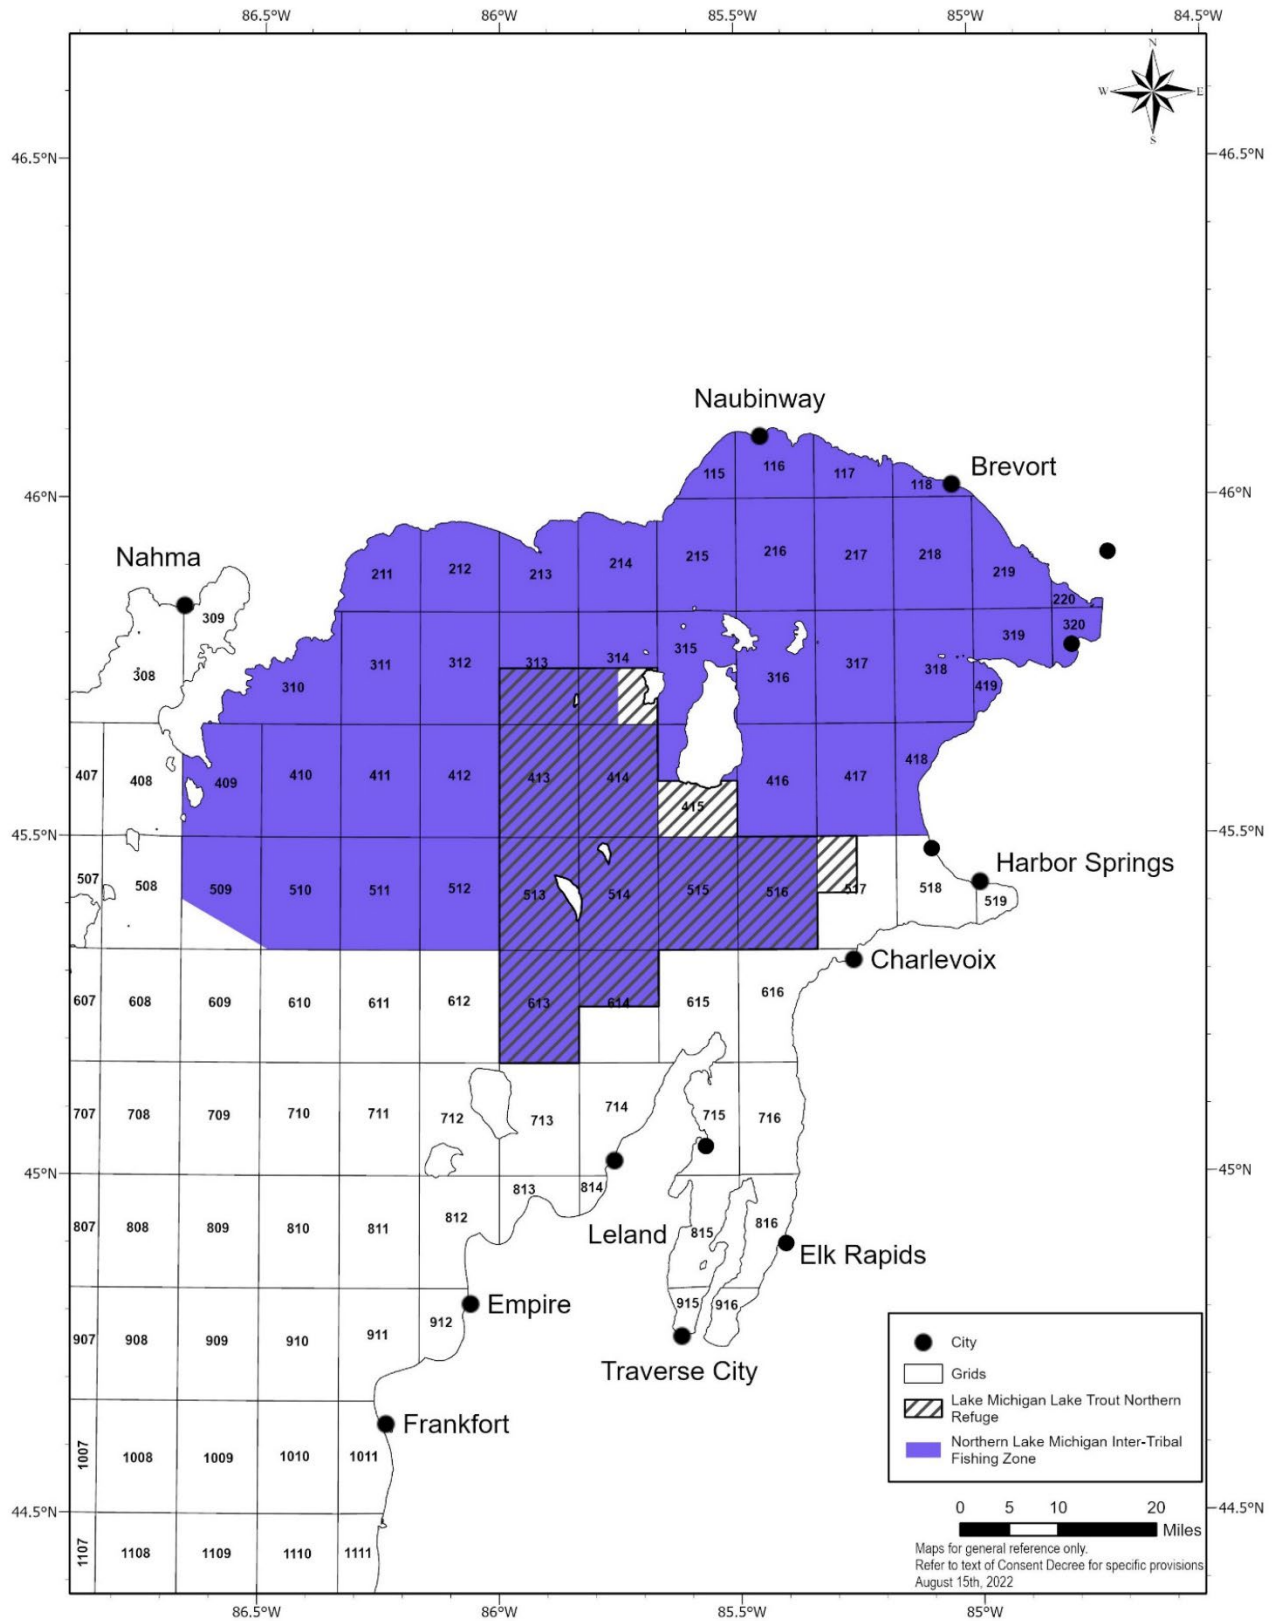 86.5°W 86°W 85.5°W 85°W 84.5°W
N
W E
S
46.5°N 46.5°N
Naubinway
Brevort
115 116 117 118
46°N 46°N
Nahma
211 212 213 214 215 216 217 218 219 220
309 320
308 310 311 312 313 314 315 316 317 318 319 419
407 408 409 410 411 412 413 414 415 416 417 418
45.5°N 45.5°N
Harbor Springs
507 508 509 510 511 512 513 514 515 516 517 518 519
Charlevoix
607 608 609 610 611 612 613 614 615 616
707 708 709 710 711 712 713 714 715 716
45°N 45°N
807 808 809 810 811 812 813 814 815 816
Leland
Elk Rapids
Empire
907 908 909 910 911 912 915 916
Traverse City
Frankfort
1007 1008 1009 1010 1011
44.5°N 44.5°N
1107 1108 1109 1110 1111
City
Grids
Lake Michigan Lake Trout Northern
Refuge
Northern Lake Michigan Inter-Tribal
Fishing Zone
0 5 10 20
Miles
Maps for general reference only.
Refer to text of Consent Decree for specific provisions
August 15th, 2022
86.5°W 86°W 85.5°W 85°W